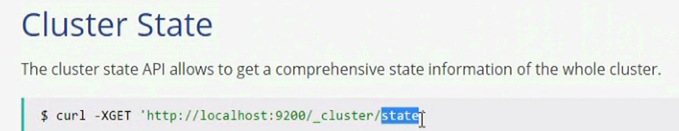 Cluster State
The cluster state API allows to get a comprehensive state information of the whole cluster.
$ curl -XGET 'http://localhost:9200/_cluster/state'